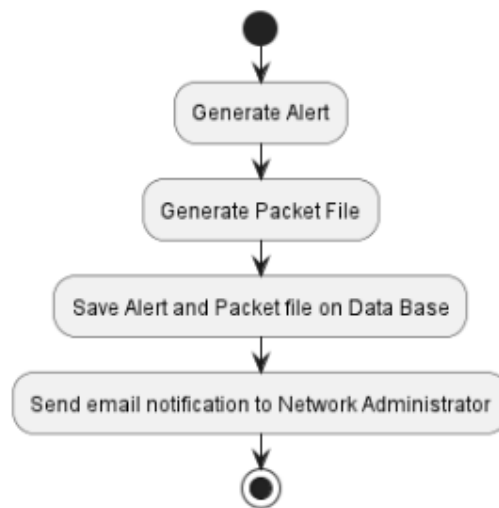 Generate Alert
Generate Packet File
Save Alert and Packet file on Data Base
Send email notification to Network Administrator